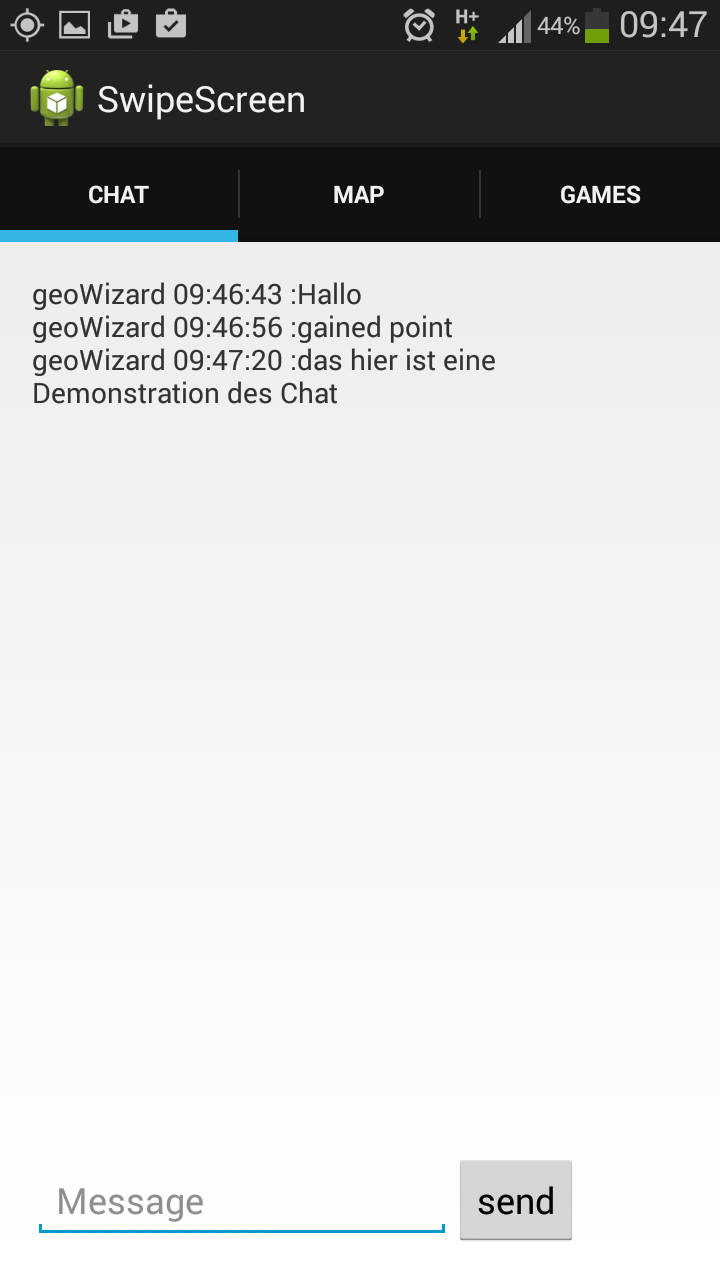 H+ 44% 09:47
SwipeScreen
CHAT MAP GAMES
geoWizard 09:46:43 :Hallo
geoWizard 09:46:56 :gained point
geoWizard 09:47:20 :das hier ist eine
Demonstration des Chat
Message send